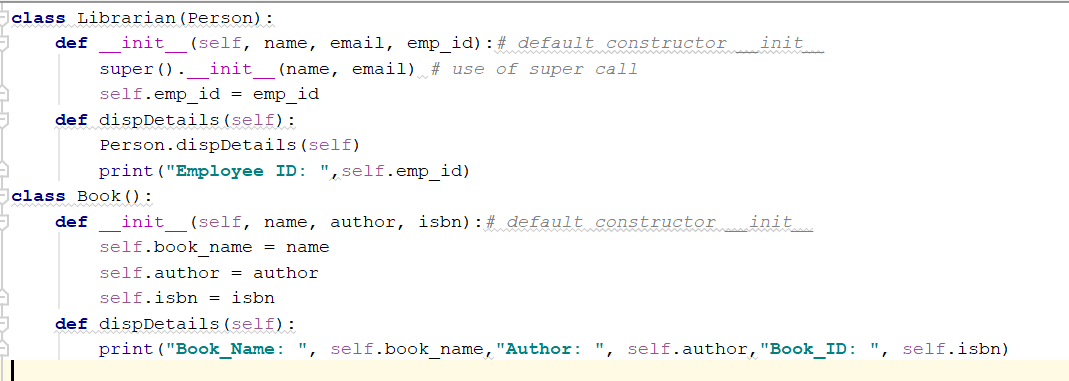 class Librarian(Person):
    def __init__(self, name, email, emp_id):# default constructor __init__
        super().__init__(name, email) # use of super call
        self.emp_id = emp_id
    def dispDetails(self):
        Person.dispDetails(self)
        print("Employee ID: ",self.emp_id)
class Book():
    def __init__(self, name, author, isbn):# default constructor __init__
        self.book_name = name
        self.author = author
        self.isbn = isbn
    def dispDetails(self):
        print("Book_Name: ", self.book_name,"Author: ", self.author,"Book_ID: ", self.isbn)